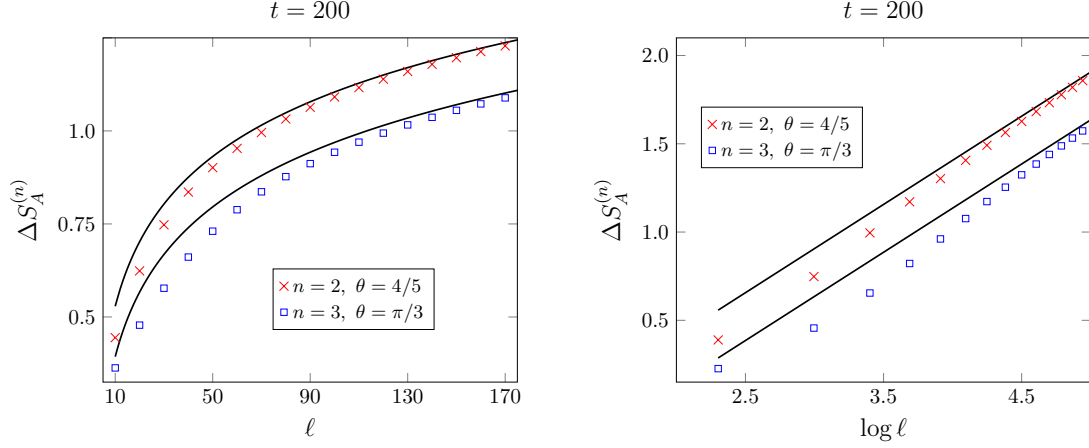 t = 200
ΔS_A^{(n)}
1.0
0.75
0.5
n = 2, θ = 4/5
n = 3, θ = π/3
10 50 90 130 170
ℓ
t = 200
ΔS_A^{(n)}
2.0
1.5
1.0
0.5
n = 2, θ = 4/5
n = 3, θ = π/3
2.5 3.5 4.5
log ℓ